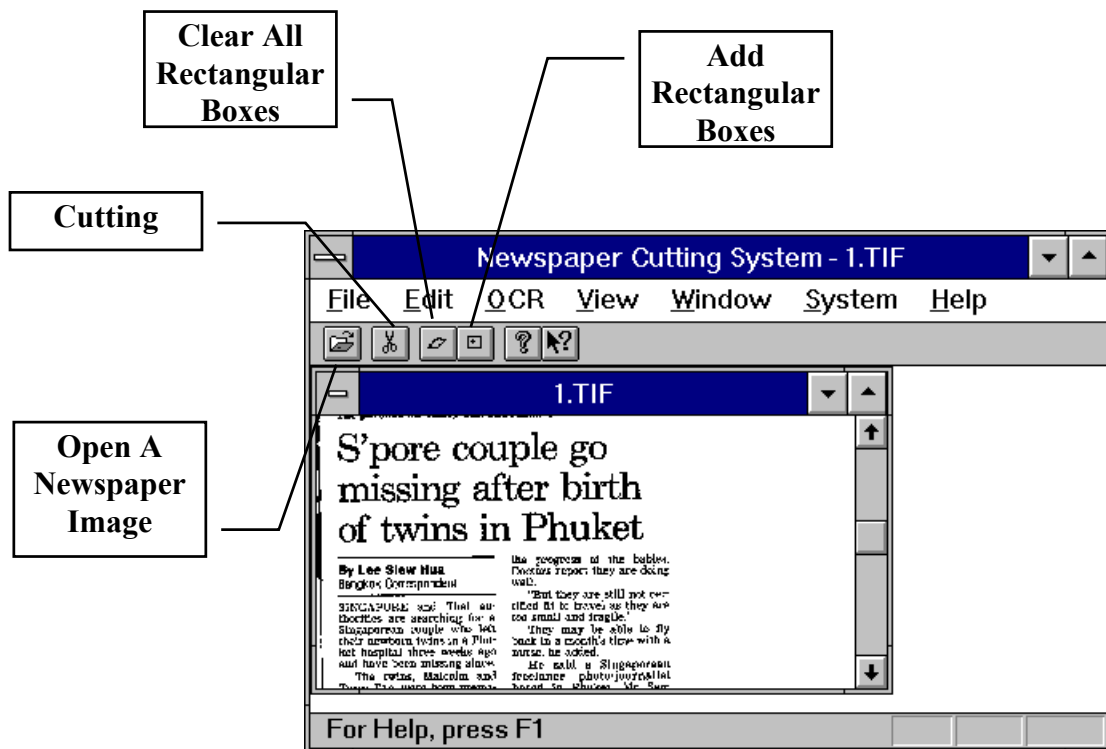 Clear All
Rectangular
Boxes
Add
Rectangular
Boxes
Cutting
Newspaper Cutting System - 1.TIF
File Edit OCR View Window System Help
1.TIF
Open A
Newspaper
Image
S'pore couple go
missing after birth
of twins in Phuket
By Lee Siew Hua
Bangkok Correspondent
SINGAPORE and Thai au-
thorities are searching for a
Singaporean couple who left
their newborn twins in a Phu-
ket hospital three weeks ago
and have been missing since.
The twins, Malcolm and
the progress of the babies.
Doctors report they are doing
well.
"But they are still not cer-
tified fit to travel as they are
too small and fragile."
They may be able to fly
back in a month's time with a
nurse, he added.
He said a Singaporean
freelance photojournalist
based in Phuket, Mr
For Help, press F1